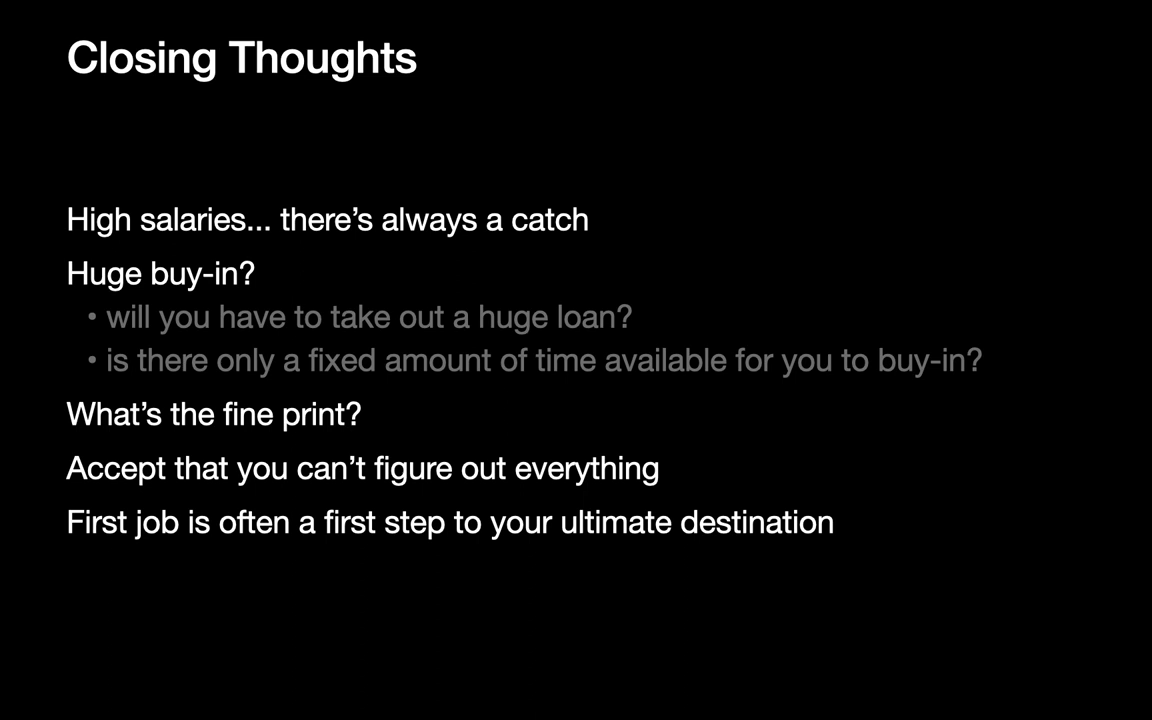 Closing Thoughts
High salaries... there’s always a catch
Huge buy-in?
• will you have to take out a huge loan?
• is there only a fixed amount of time available for you to buy-in?
What’s the fine print?
Accept that you can’t figure out everything
First job is often a first step to your ultimate destination